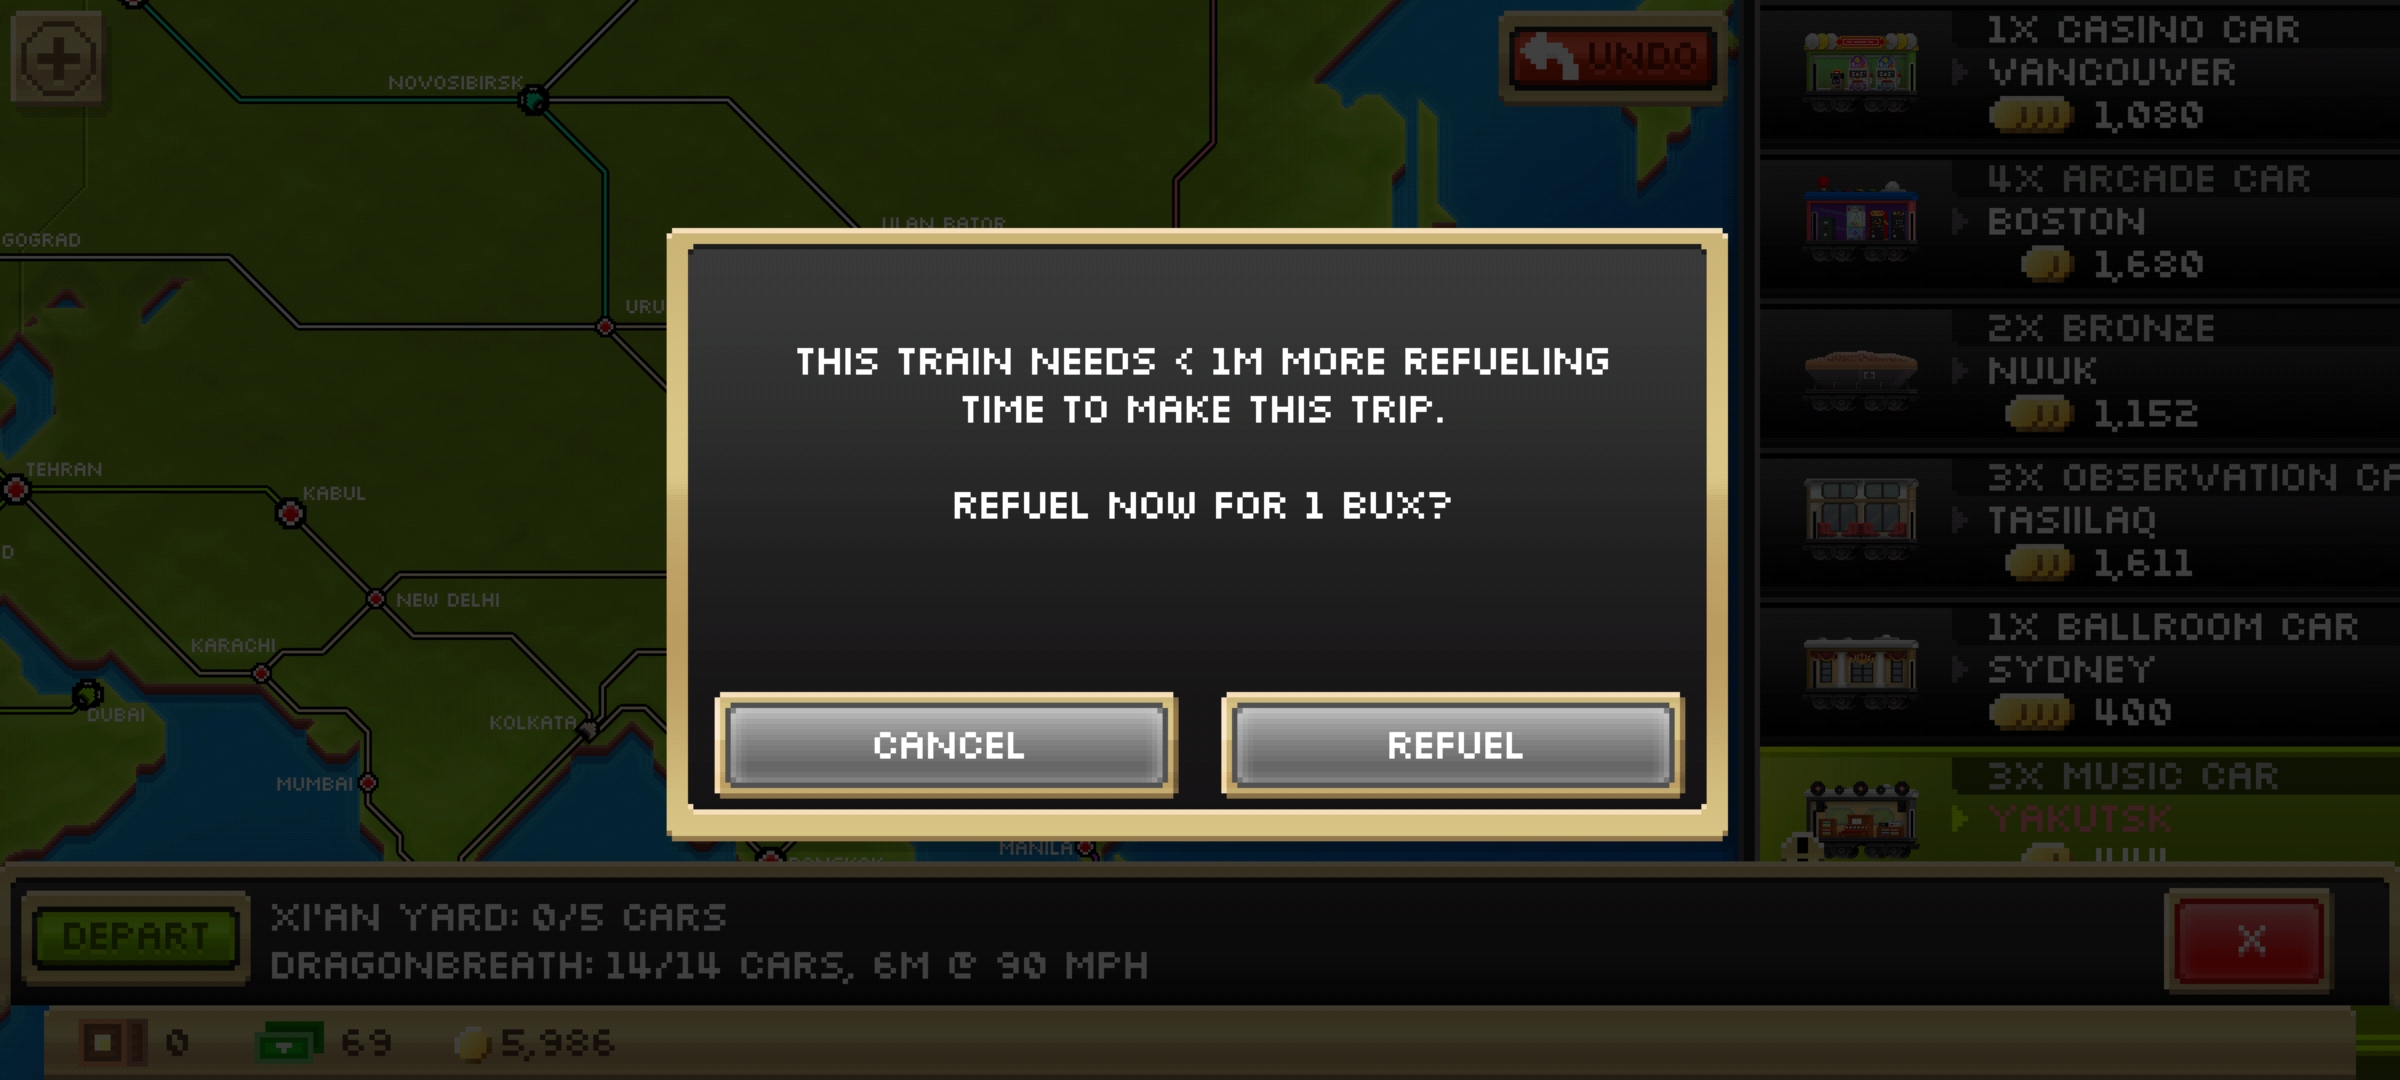 NOVOSIBIRSK
UNDO
ULAN BATOR
GOGRAD
URU
TEHRAN
KABUL
D
NEW DELHI
KARACHI
DUBAI
KOLKATA
MUMBAI
MANILA
BANGKOK
THIS TRAIN NEEDS < 1M MORE REFUELING
TIME TO MAKE THIS TRIP.
REFUEL NOW FOR 1 BUX?
CANCEL
REFUEL
1X CASINO CAR
VANCOUVER
1,080
4X ARCADE CAR
BOSTON
1,680
2X BRONZE
NUUK
1,152
3X OBSERVATION CA
TASIILAQ
1,611
1X BALLROOM CAR
SYDNEY
400
3X MUSIC CAR
YAKUTSK
DEPART
XI'AN YARD: 0/5 CARS
DRAGONBREATH: 14/14 CARS, 6M @ 90 MPH
X
0
69
5,986